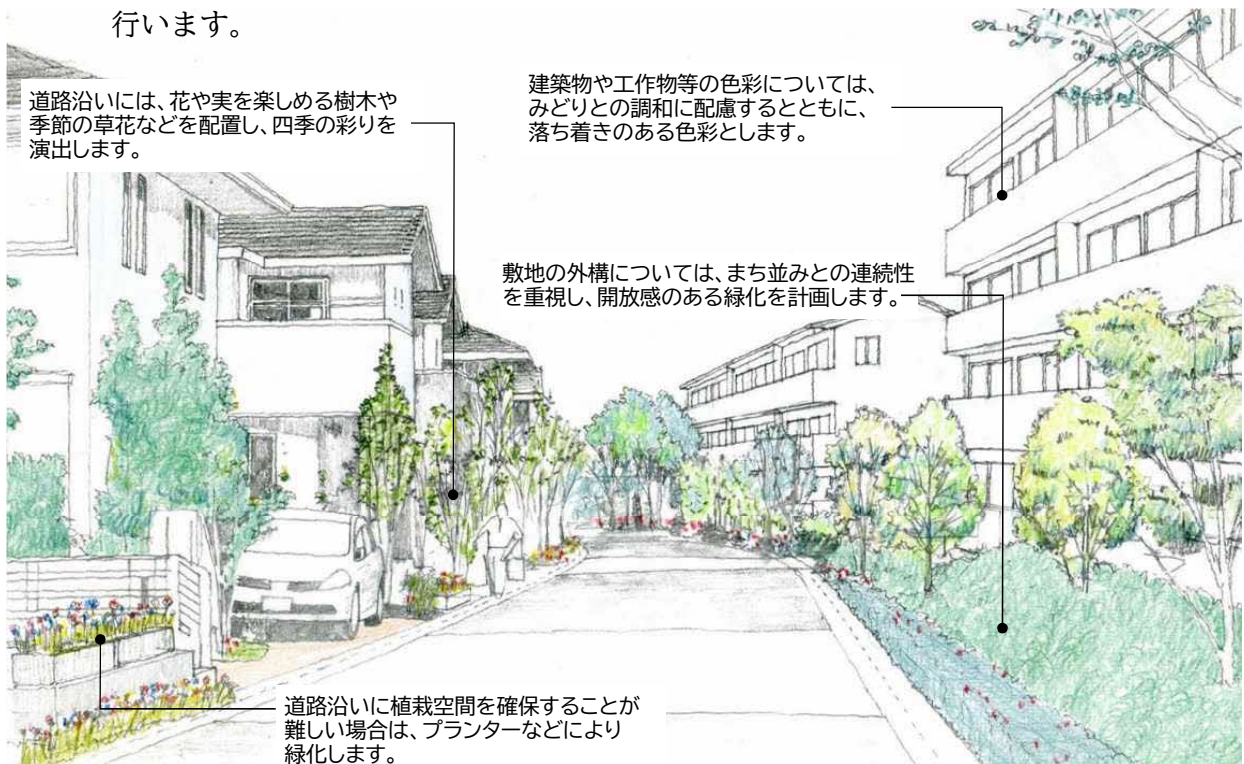 行います。
道路沿いには、花や実を楽しめる樹木や
季節の草花などを配置し、四季の彩りを
演出します。
建築物や工作物等の色彩については、
みどりとの調和に配慮するとともに、
落ち着きのある色彩とします。
敷地の外構については、まち並みとの連続性
を重視し、開放感のある緑化を計画します。
道路沿いに植栽空間を確保することが
難しい場合は、プランターなどにより
緑化します。